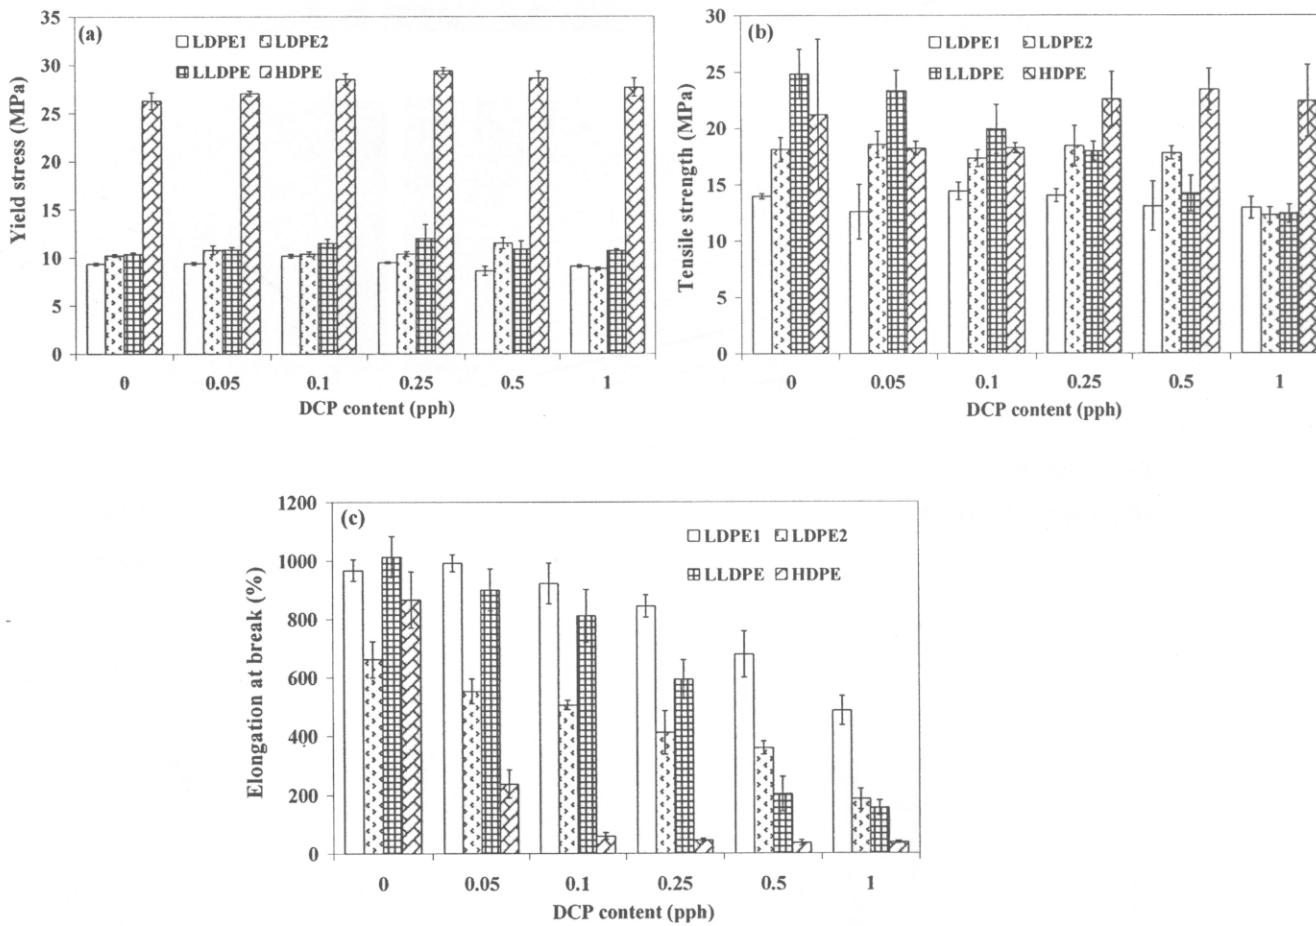 (a)
LDPE1 LDPE2
LLDPE HDPE
Yield stress (MPa)
35
30
25
20
15
10
5
0
0 0.05 0.1 0.25 0.5 1
DCP content (pph)
(b)
LDPE1 LDPE2
LLDPE HDPE
Tensile strength (MPa)
30
25
20
15
10
5
0
0 0.05 0.1 0.25 0.5 1
DCP content (pph)
(c)
LDPE1 LDPE2
LLDPE HDPE
Elongation at break (%)
1200
1000
800
600
400
200
0
0 0.05 0.1 0.25 0.5 1
DCP content (pph)